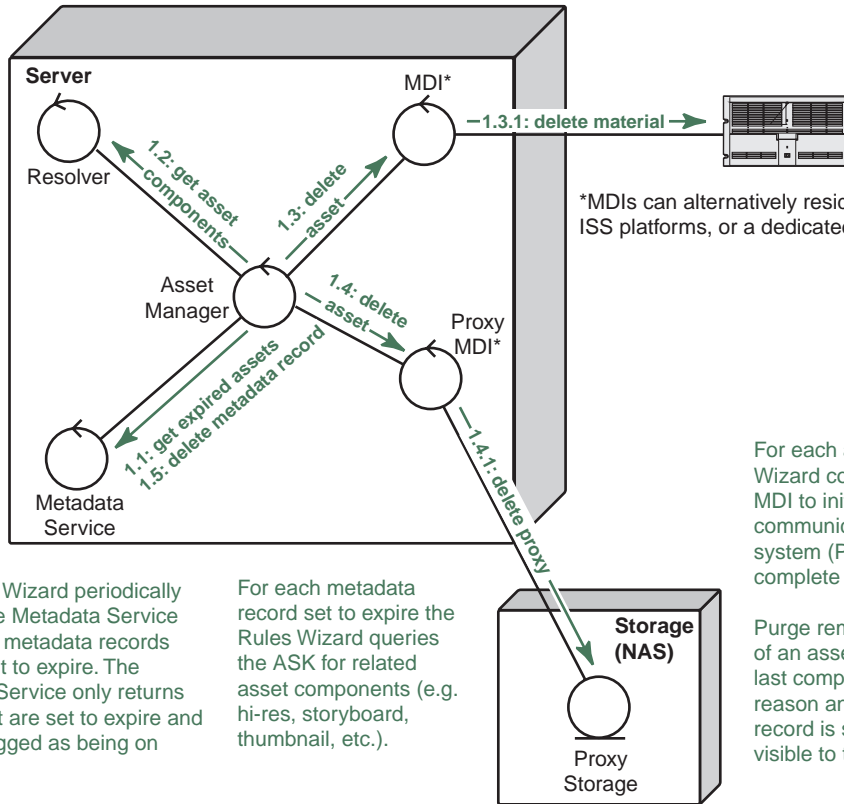 Server
MDI*
Resolver
1.2: get asset
components
1.3: delete
asset
1.3.1: delete material
*MDIs can alternatively resid
ISS platforms, or a dedicated
Asset
Manager
1.4: delete
asset
Proxy
MDI*
1.1: get expired assets
1.5: delete metadata record
Metadata
Service
1.4.1: delete proxy
Wizard periodically
e Metadata Service
metadata records
t to expire. The
Service only returns
t are set to expire and
gged as being on
For each metadata
record set to expire the
Rules Wizard queries
the ASK for related
asset components (e.g.
hi-res, storyboard,
thumbnail, etc.).
Storage
(NAS)
Proxy
Storage
For each a
Wizard co
MDI to ini
communic
system (P
complete
Purge rem
of an asse
last comp
reason an
record is s
visible to t